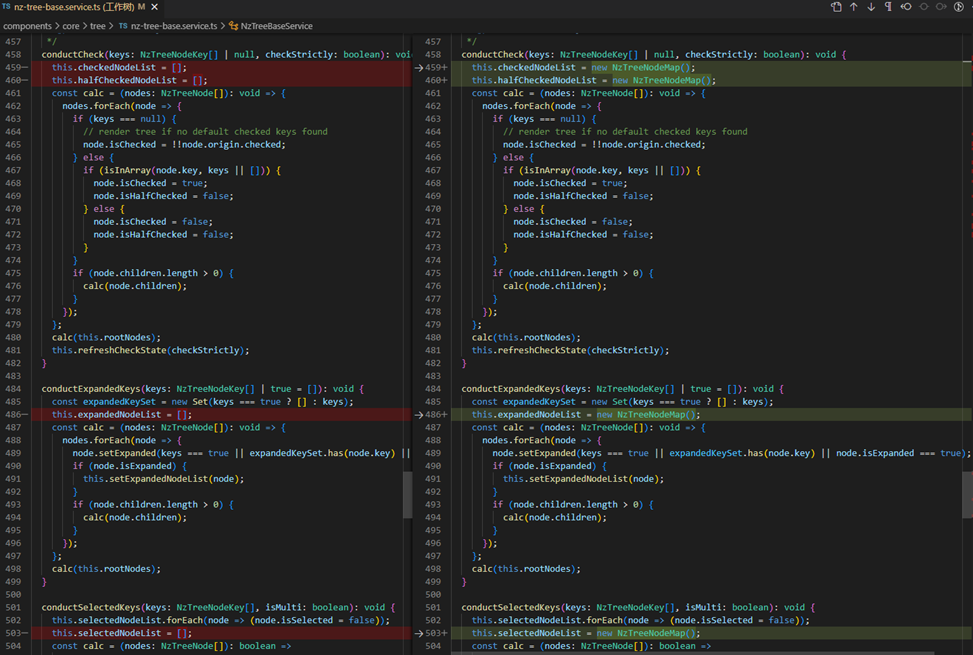 TS nz-tree-base.service.ts (工作树) M ✕
components > core > tree > TS nz-tree-base.service.ts > NzTreeBaseService
457 */
458 conductCheck(keys: NzTreeNodeKey[] | null, checkStrictly: boolean): voi
459− this.checkedNodeList = [];
460− this.halfCheckedNodeList = [];
461 const calc = (nodes: NzTreeNode[]): void => {
462 nodes.forEach(node => {
463 if (keys === null) {
464 // render tree if no default checked keys found
465 node.isChecked = !!node.origin.checked;
466 } else {
467 if (isInArray(node.key, keys || [])) {
468 node.isChecked = true;
469 node.isHalfChecked = false;
470 } else {
471 node.isChecked = false;
472 node.isHalfChecked = false;
473 }
474 }
475 if (node.children.length > 0) {
476 calc(node.children);
477 }
478 });
479 };
480 calc(this.rootNodes);
481 this.refreshCheckState(checkStrictly);
482 }
483
484 conductExpandedKeys(keys: NzTreeNodeKey[] | true = []): void {
485 const expandedKeySet = new Set(keys === true ? [] : keys);
486− this.expandedNodeList = [];
487 const calc = (nodes: NzTreeNode[]): void => {
488 nodes.forEach(node => {
489 node.setExpanded(keys === true || expandedKeySet.has(node.key) ||
490 if (node.isExpanded) {
491 this.setExpandedNodeList(node);
492 }
493 if (node.children.length > 0) {
494 calc(node.children);
495 }
496 });
497 };
498 calc(this.rootNodes);
499 }
500
501 conductSelectedKeys(keys: NzTreeNodeKey[], isMulti: boolean): void {
502 this.selectedNodeList.forEach(node => (node.isSelected = false));
503− this.selectedNodeList = [];
504 const calc = (nodes: NzTreeNode[]): boolean =>
457 */
458 conductCheck(keys: NzTreeNodeKey[] | null, checkStrictly: boolean): void {
459+ this.checkedNodeList = new NzTreeNodeMap();
460+ this.halfCheckedNodeList = new NzTreeNodeMap();
461 const calc = (nodes: NzTreeNode[]): void => {
462 nodes.forEach(node => {
463 if (keys === null) {
464 // render tree if no default checked keys found
465 node.isChecked = !!node.origin.checked;
466 } else {
467 if (isInArray(node.key, keys || [])) {
468 node.isChecked = true;
469 node.isHalfChecked = false;
470 } else {
471 node.isChecked = false;
472 node.isHalfChecked = false;
473 }
474 }
475 if (node.children.length > 0) {
476 calc(node.children);
477 }
478 });
479 };
480 calc(this.rootNodes);
481 this.refreshCheckState(checkStrictly);
482 }
483
484 conductExpandedKeys(keys: NzTreeNodeKey[] | true = []): void {
485 const expandedKeySet = new Set(keys === true ? [] : keys);
486+ this.expandedNodeList = new NzTreeNodeMap();
487 const calc = (nodes: NzTreeNode[]): void => {
488 nodes.forEach(node => {
489 node.setExpanded(keys === true || expandedKeySet.has(node.key) || node.isExpanded === true);
490 if (node.isExpanded) {
491 this.setExpandedNodeList(node);
492 }
493 if (node.children.length > 0) {
494 calc(node.children);
495 }
496 });
497 };
498 calc(this.rootNodes);
499 }
500
501 conductSelectedKeys(keys: NzTreeNodeKey[], isMulti: boolean): void {
502 this.selectedNodeList.forEach(node => (node.isSelected = false));
503+ this.selectedNodeList = new NzTreeNodeMap();
504 const calc = (nodes: NzTreeNode[]): boolean =>